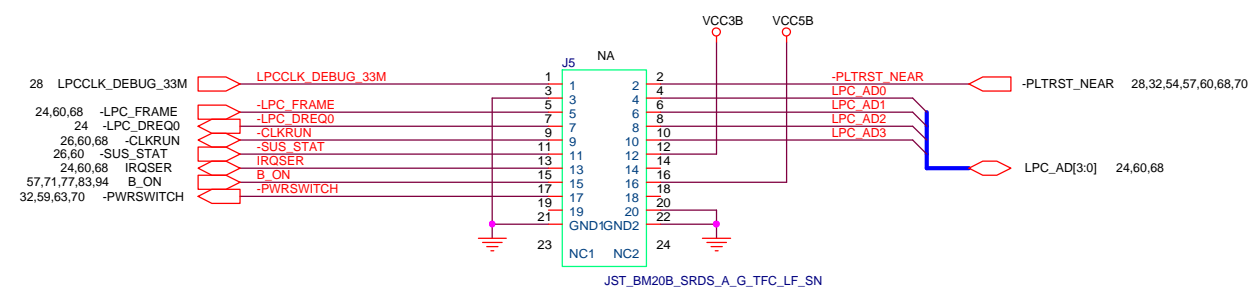 VCC3B VCC5B
J5 NA
28 LPCCLK_DEBUG_33M LPCCLK_DEBUG_33M 1 1 2 2 -PLTRST_NEAR -PLTRST_NEAR 28,32,54,57,60,68,70
3 3 4 4 LPC_AD0
24,60,68 -LPC_FRAME -LPC_FRAME 5 5 6 6 LPC_AD1
24 -LPC_DREQ0 -LPC_DREQ0 7 7 8 8 LPC_AD2
26,60,68 -CLKRUN -CLKRUN 9 9 10 10 LPC_AD3
26,60 -SUS_STAT -SUS_STAT 11 11 12 12
24,60,68 IRQSER IRQSER 13 13 14 14 LPC_AD[3:0] 24,60,68
57,71,77,83,94 B_ON B_ON 15 15 16 16
32,59,63,70 -PWRSWITCH -PWRSWITCH 17 17 18 18
19 19 20 20
21 GND1 GND2 22
23 NC1 NC2 24
JST_BM20B_SRDS_A_G_TFC_LF_SN